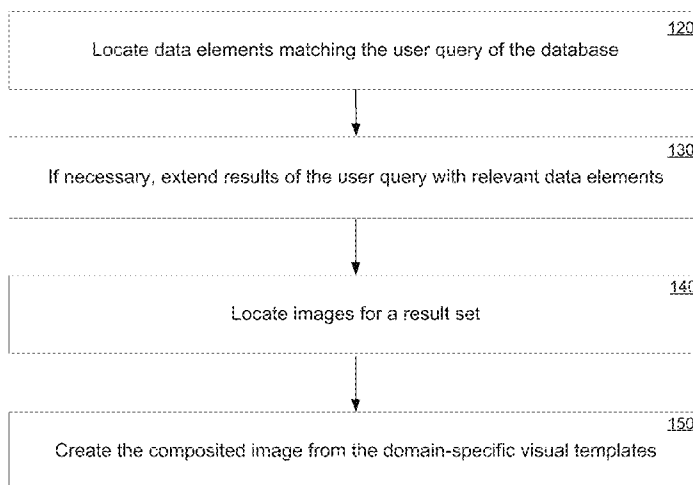 120
Locate data elements matching the user query of the database
130
If necessary, extend results of the user query with relevant data elements
140
Locate images for a result set
150
Create the composited image from the domain-specific visual templates